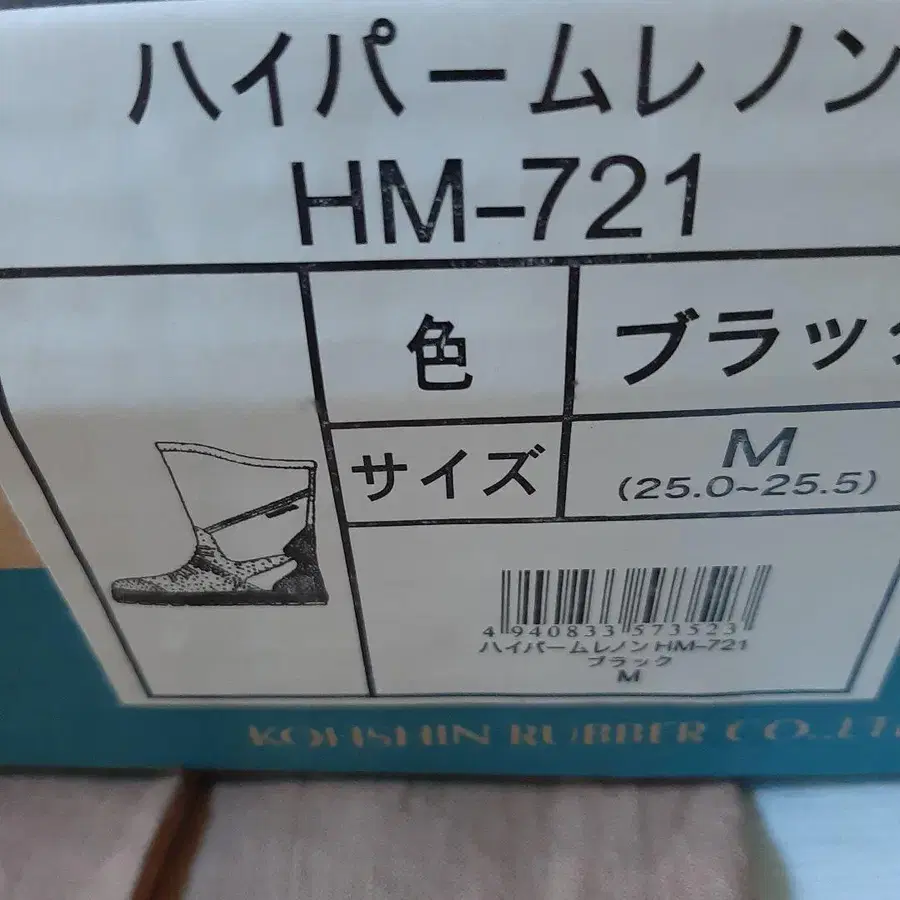 ハイパームレノン
HM-721
色 ブラック
サイズ M
(25.0~25.5)
4 940833 573523
ハイパームレノン HM-721
ブラック
M
KOHSHIN RUBBER CO.,LT